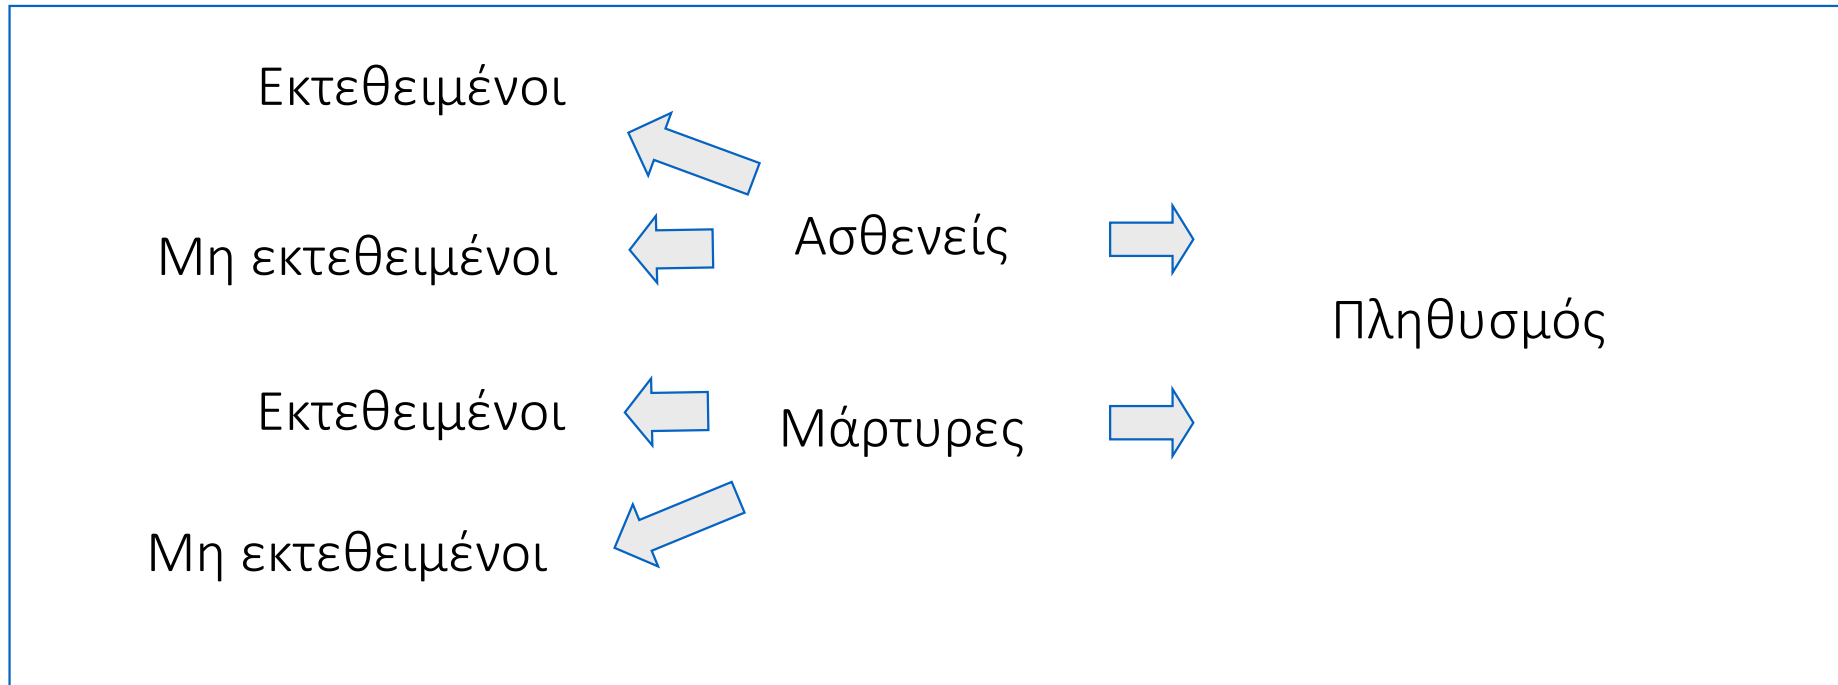 Εκτεθειμένοι
Μη εκτεθειμένοι
Ασθενείς
Πληθυσμός
Εκτεθειμένοι
Μάρτυρες
Μη εκτεθειμένοι